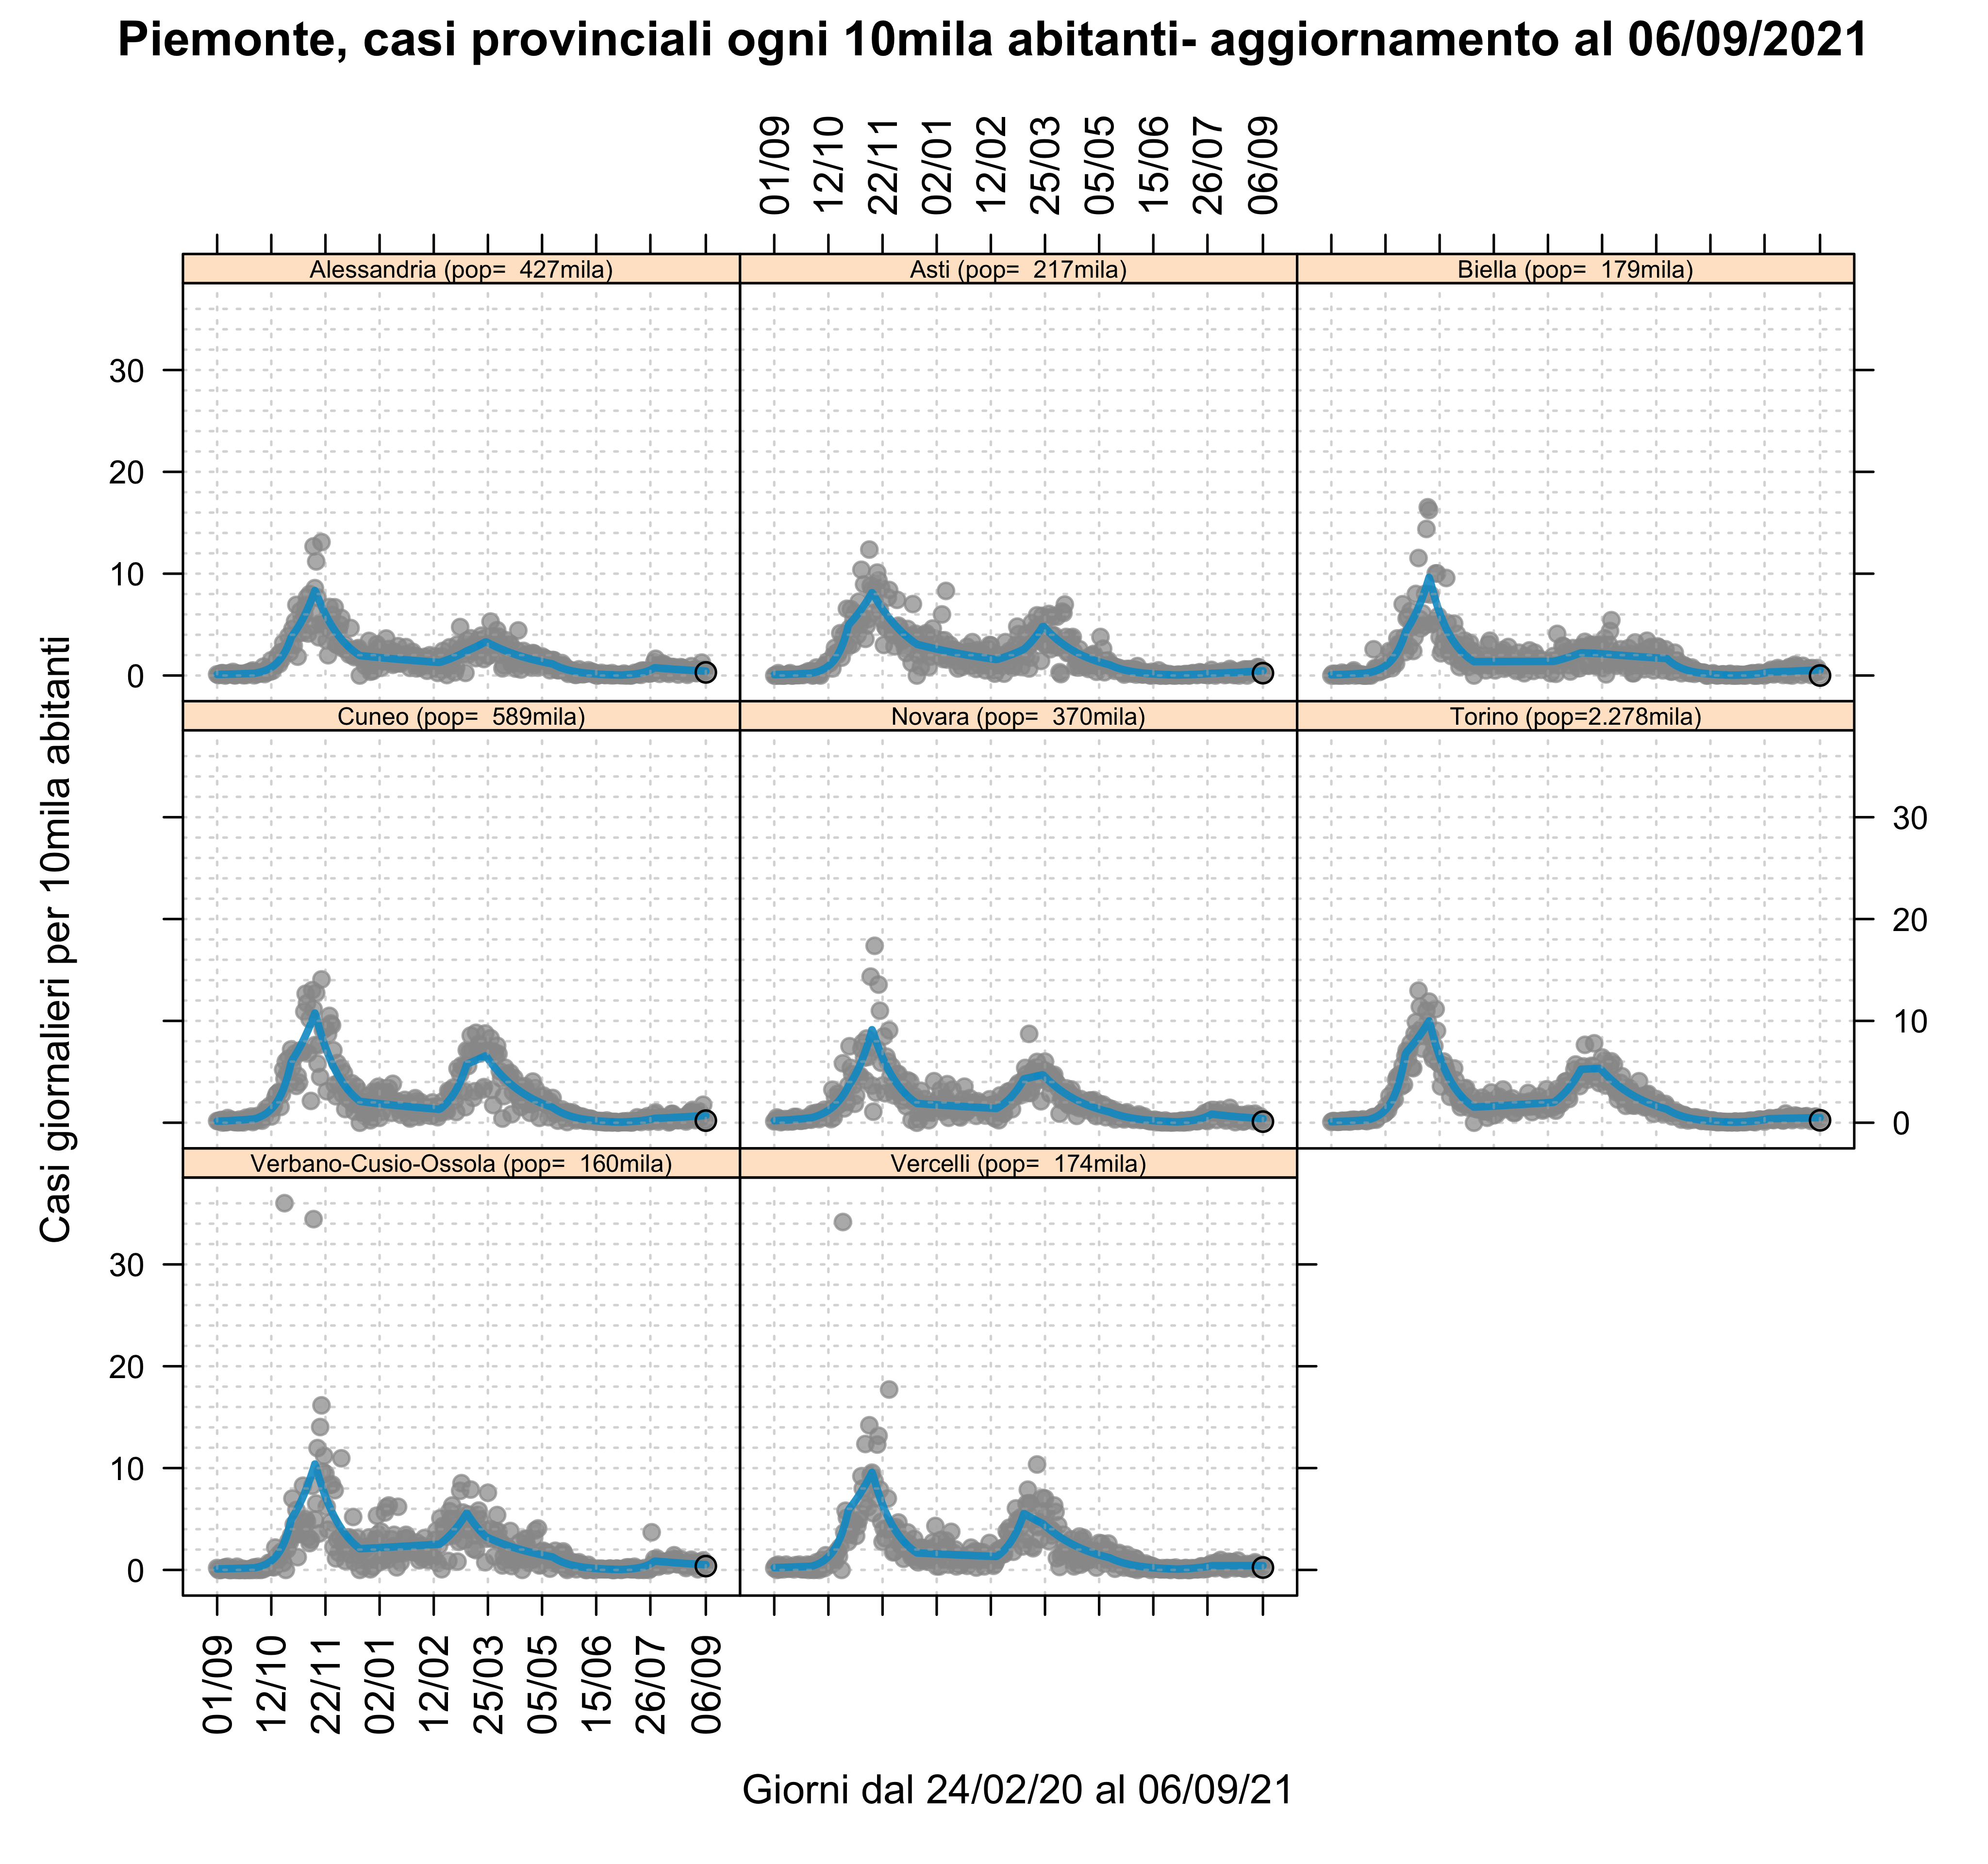 Piemonte, casi provinciali ogni 10mila abitanti- aggiornamento al 06/09/2021
01/09
12/10
22/11
02/01
12/02
25/03
05/05
15/06
26/07
06/09
Alessandria (pop=  427mila)
Asti (pop=  217mila)
Biella (pop=  179mila)
30
20
10
0
Cuneo (pop=  589mila)
Novara (pop=  370mila)
Torino (pop=2.278mila)
30
20
10
0
Casi giornalieri per 10mila abitanti
Verbano-Cusio-Ossola (pop=  160mila)
Vercelli (pop=  174mila)
30
20
10
0
01/09
12/10
22/11
02/01
12/02
25/03
05/05
15/06
26/07
06/09
Giorni dal 24/02/20 al 06/09/21